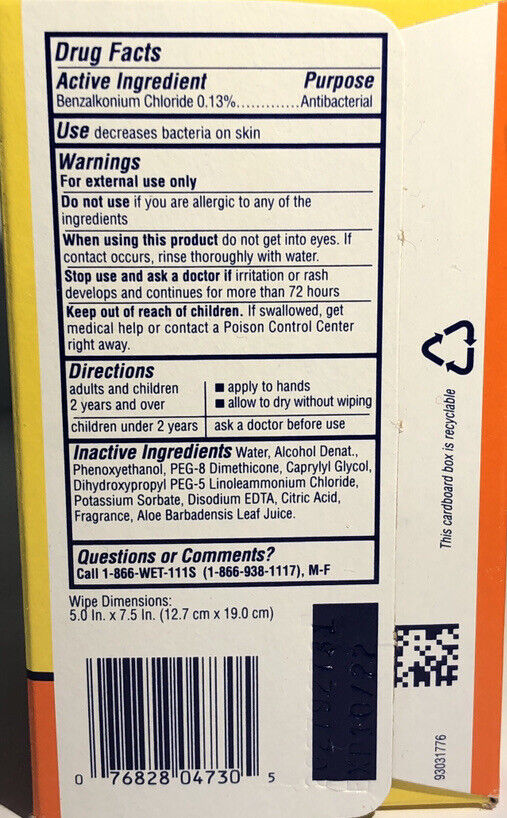 Drug Facts
Active Ingredient Purpose
Benzalkonium Chloride 0.13%.............Antibacterial
Use decreases bacteria on skin
Warnings
For external use only
Do not use if you are allergic to any of the
ingredients
When using this product do not get into eyes. If
contact occurs, rinse thoroughly with water.
Stop use and ask a doctor if irritation or rash
develops and continues for more than 72 hours
Keep out of reach of children. If swallowed, get
medical help or contact a Poison Control Center
right away.
Directions
adults and children ■ apply to hands
2 years and over ■ allow to dry without wiping
children under 2 years ask a doctor before use
Inactive Ingredients Water, Alcohol Denat.,
Phenoxyethanol, PEG-8 Dimethicone, Caprylyl Glycol,
Dihydroxypropyl PEG-5 Linoleammonium Chloride,
Potassium Sorbate, Disodium EDTA, Citric Acid,
Fragrance, Aloe Barbadensis Leaf Juice.
Questions or Comments?
Call 1-866-WET-111S (1-866-938-1117), M-F
Wipe Dimensions:
5.0 In. x 7.5 In. (12.7 cm x 19.0 cm)
0 76828 04730 5
This cardboard box is recyclable
93031776